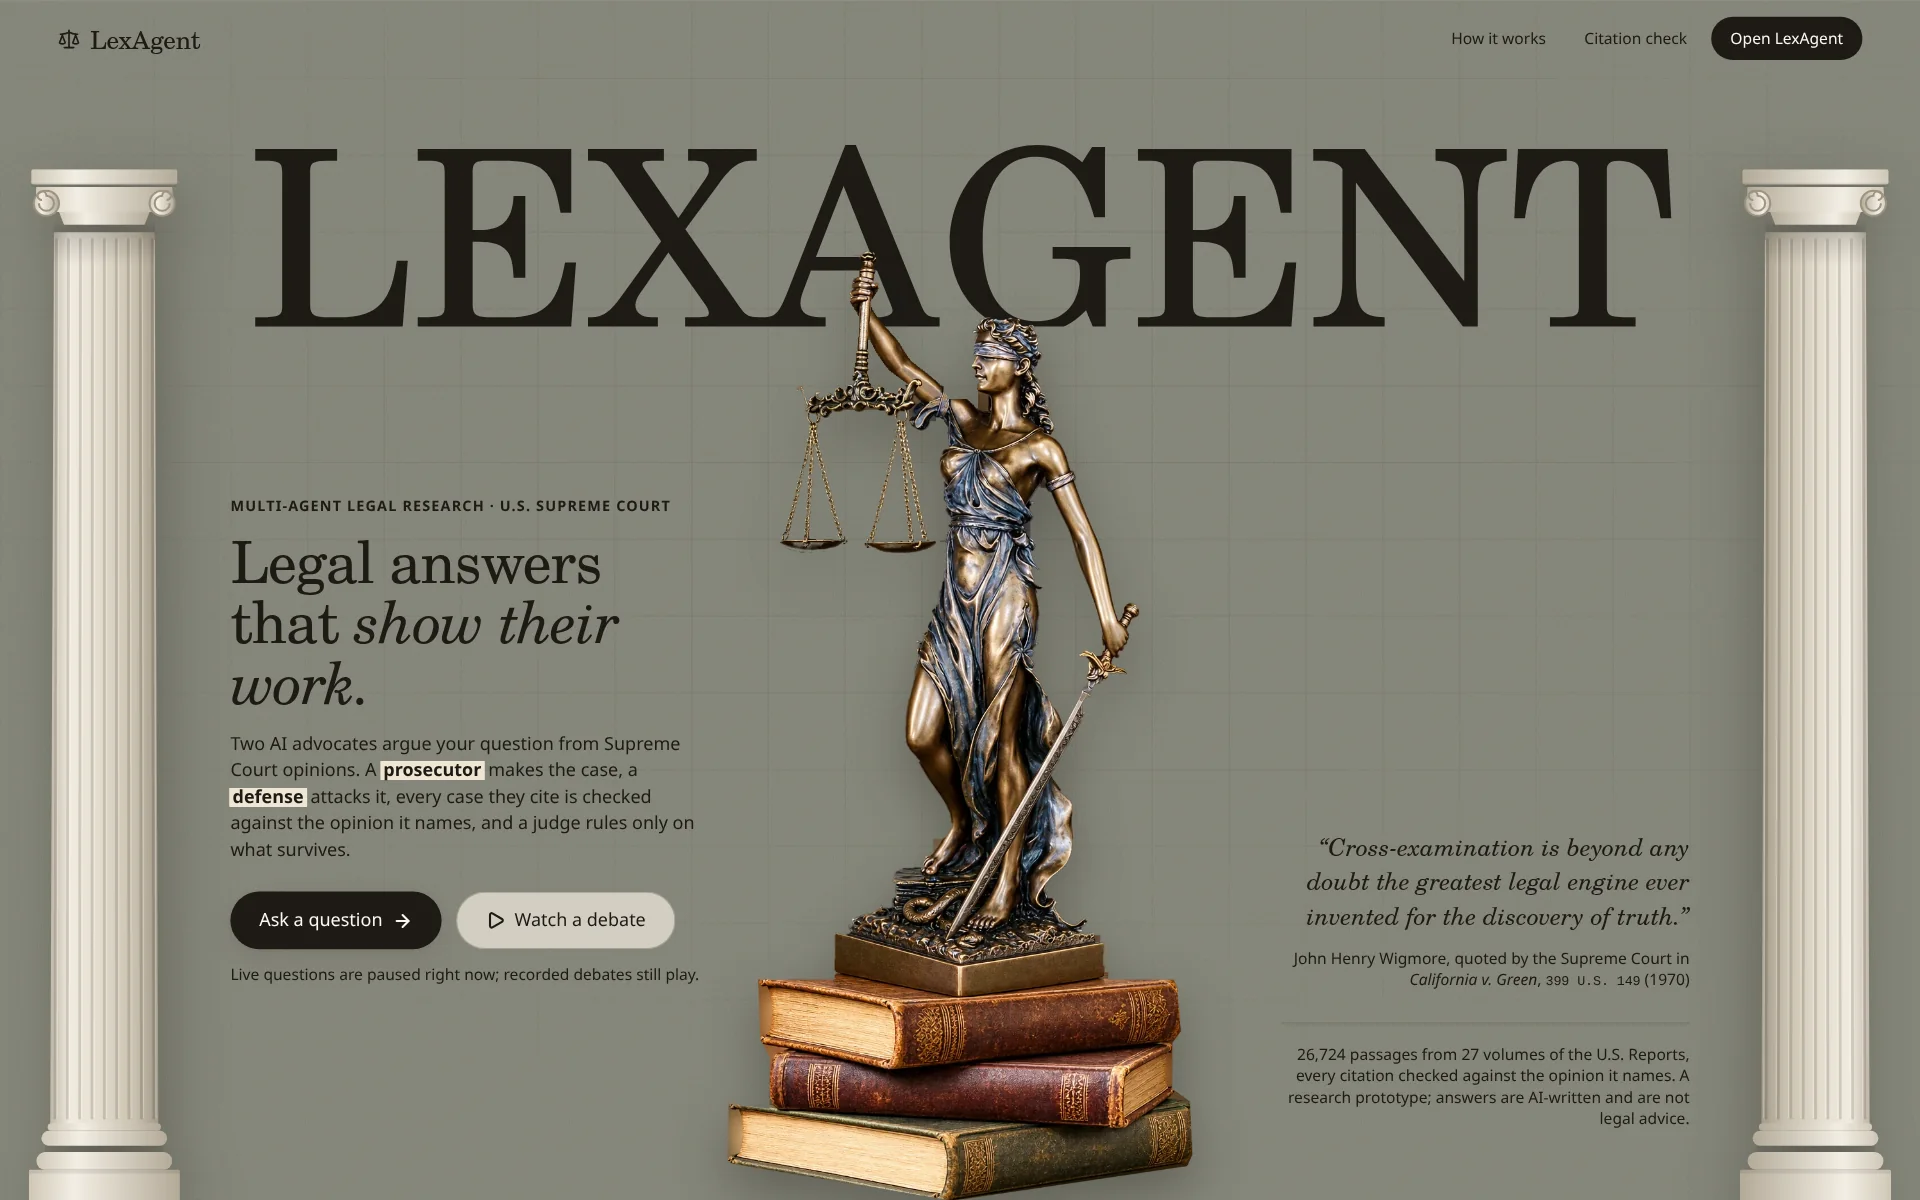 LexAgent
How it works
Citation check
Open LexAgent
LEXAGENT
MULTI-AGENT LEGAL RESEARCH · U.S. SUPREME COURT
Legal answers
that show their
work.
Two AI advocates argue your question from Supreme
Court opinions. A prosecutor makes the case, a
defense attacks it, every case they cite is checked
against the opinion it names, and a judge rules only on
what survives.
Ask a question →
Watch a debate
Live questions are paused right now; recorded debates still play.
“Cross-examination is beyond any
doubt the greatest legal engine ever
invented for the discovery of truth.”
John Henry Wigmore, quoted by the Supreme Court in
California v. Green, 399 U.S. 149 (1970)
26,724 passages from 27 volumes of the U.S. Reports,
every citation checked against the opinion it names. A
research prototype; answers are AI-written and are not
legal advice.